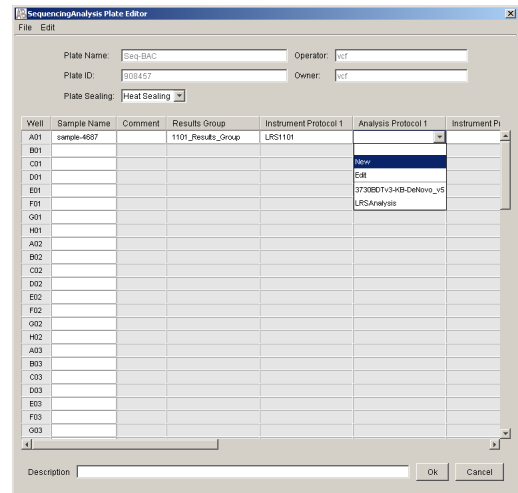 SequencingAnalysis Plate Editor
File Edit
Plate Name: Seq-BAC Operator: vcf
Plate ID: 908457 Owner: vcf
Plate Sealing: Heat Sealing
Well Sample Name Comment Results Group Instrument Protocol 1 Analysis Protocol 1 Instrument Pr
A01 sample-4687 1101_Results_Group LRS1101
B01
New
C01
Edit
D01
3730BDTv3-KB-DeNovo_v5
E01
LRSAnalysis
F01
G01
H01
A02
B02
C02
D02
E02
F02
G02
H02
A03
B03
C03
D03
E03
F03
G03
Description Ok Cancel